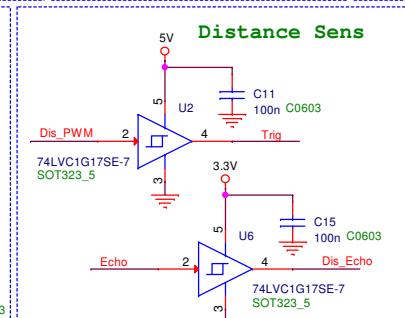 Distance Sens
5V
C11
100n C0603
5
U2
Dis_PWM
2
4
Trig
74LVC1G17SE-7
SOT323_5
3
3.3V
C15
100n C0603
5
U6
Echo
2
4
Dis_Echo
74LVC1G17SE-7
SOT323_5
3
3